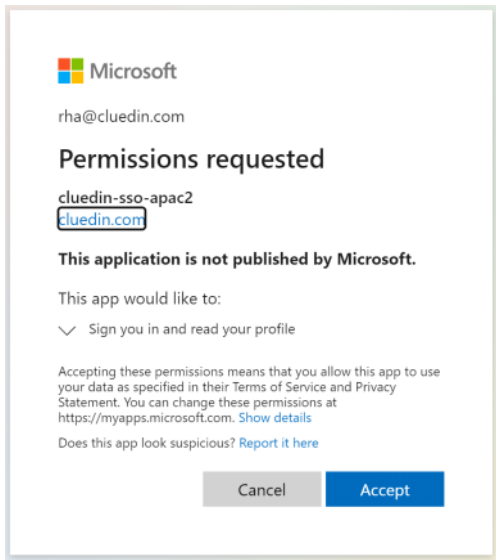 Microsoft
rha@cluedin.com
Permissions requested
cluedin-sso-apac2
cluedin.com
This application is not published by Microsoft.
This app would like to:
Sign you in and read your profile
Accepting these permissions means that you allow this app to use
your data as specified in their Terms of Service and Privacy
Statement. You can change these permissions at
https://myapps.microsoft.com. Show details
Does this app look suspicious? Report it here
Cancel Accept